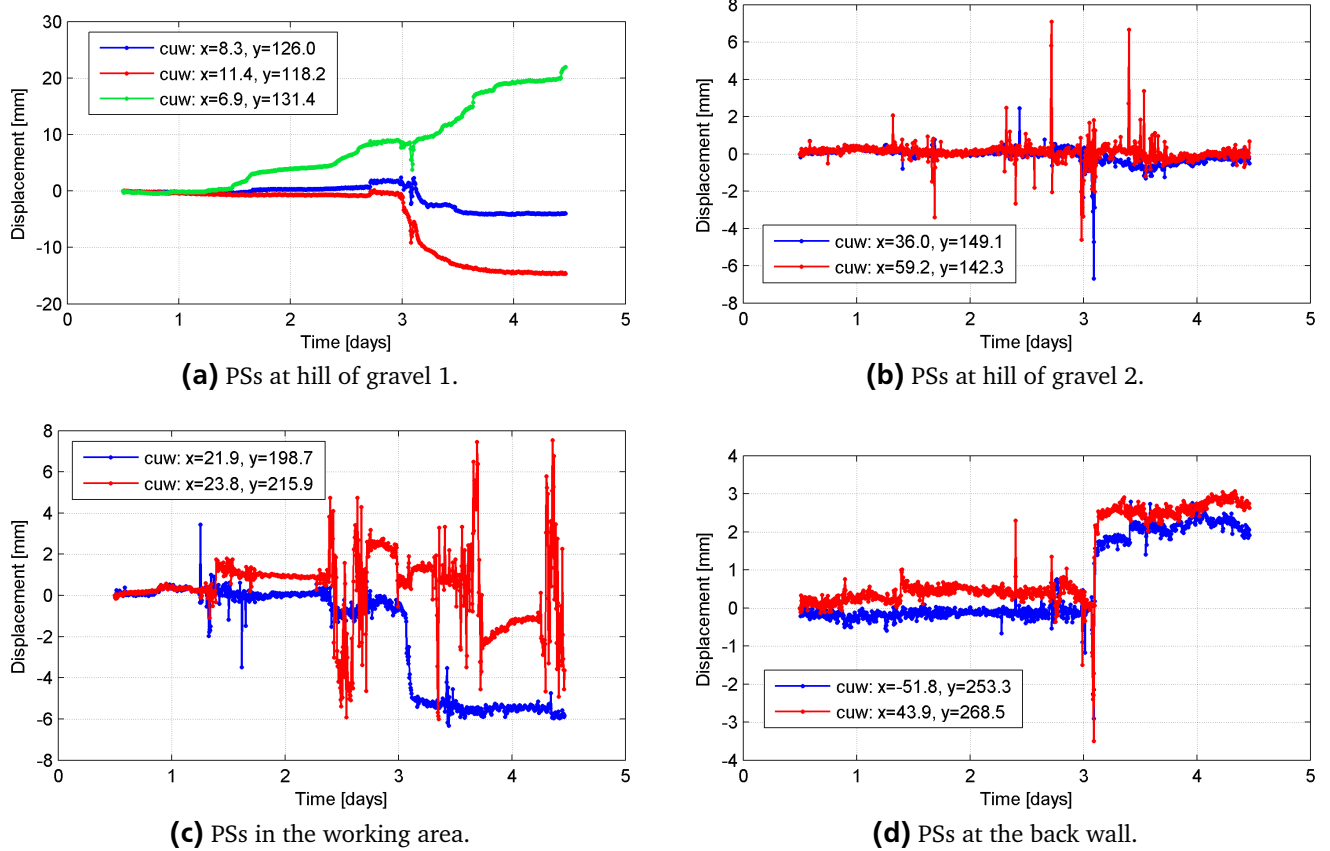 30
20
10
0
-10
-20
Displacement [mm]
cuw: x=8.3, y=126.0
cuw: x=11.4, y=118.2
cuw: x=6.9, y=131.4
0 1 2 3 4 5
Time [days]
(a) PSs at hill of gravel 1.
8
6
4
2
0
-2
-4
-6
-8
Displacement [mm]
cuw: x=36.0, y=149.1
cuw: x=59.2, y=142.3
0 1 2 3 4 5
Time [days]
(b) PSs at hill of gravel 2.
8
6
4
2
0
-2
-4
-6
-8
Displacement [mm]
cuw: x=21.9, y=198.7
cuw: x=23.8, y=215.9
0 1 2 3 4 5
Time [days]
(c) PSs in the working area.
4
3
2
1
0
-1
-2
-3
-4
Displacement [mm]
cuw: x=-51.8, y=253.3
cuw: x=43.9, y=268.5
0 1 2 3 4 5
Time [days]
(d) PSs at the back wall.